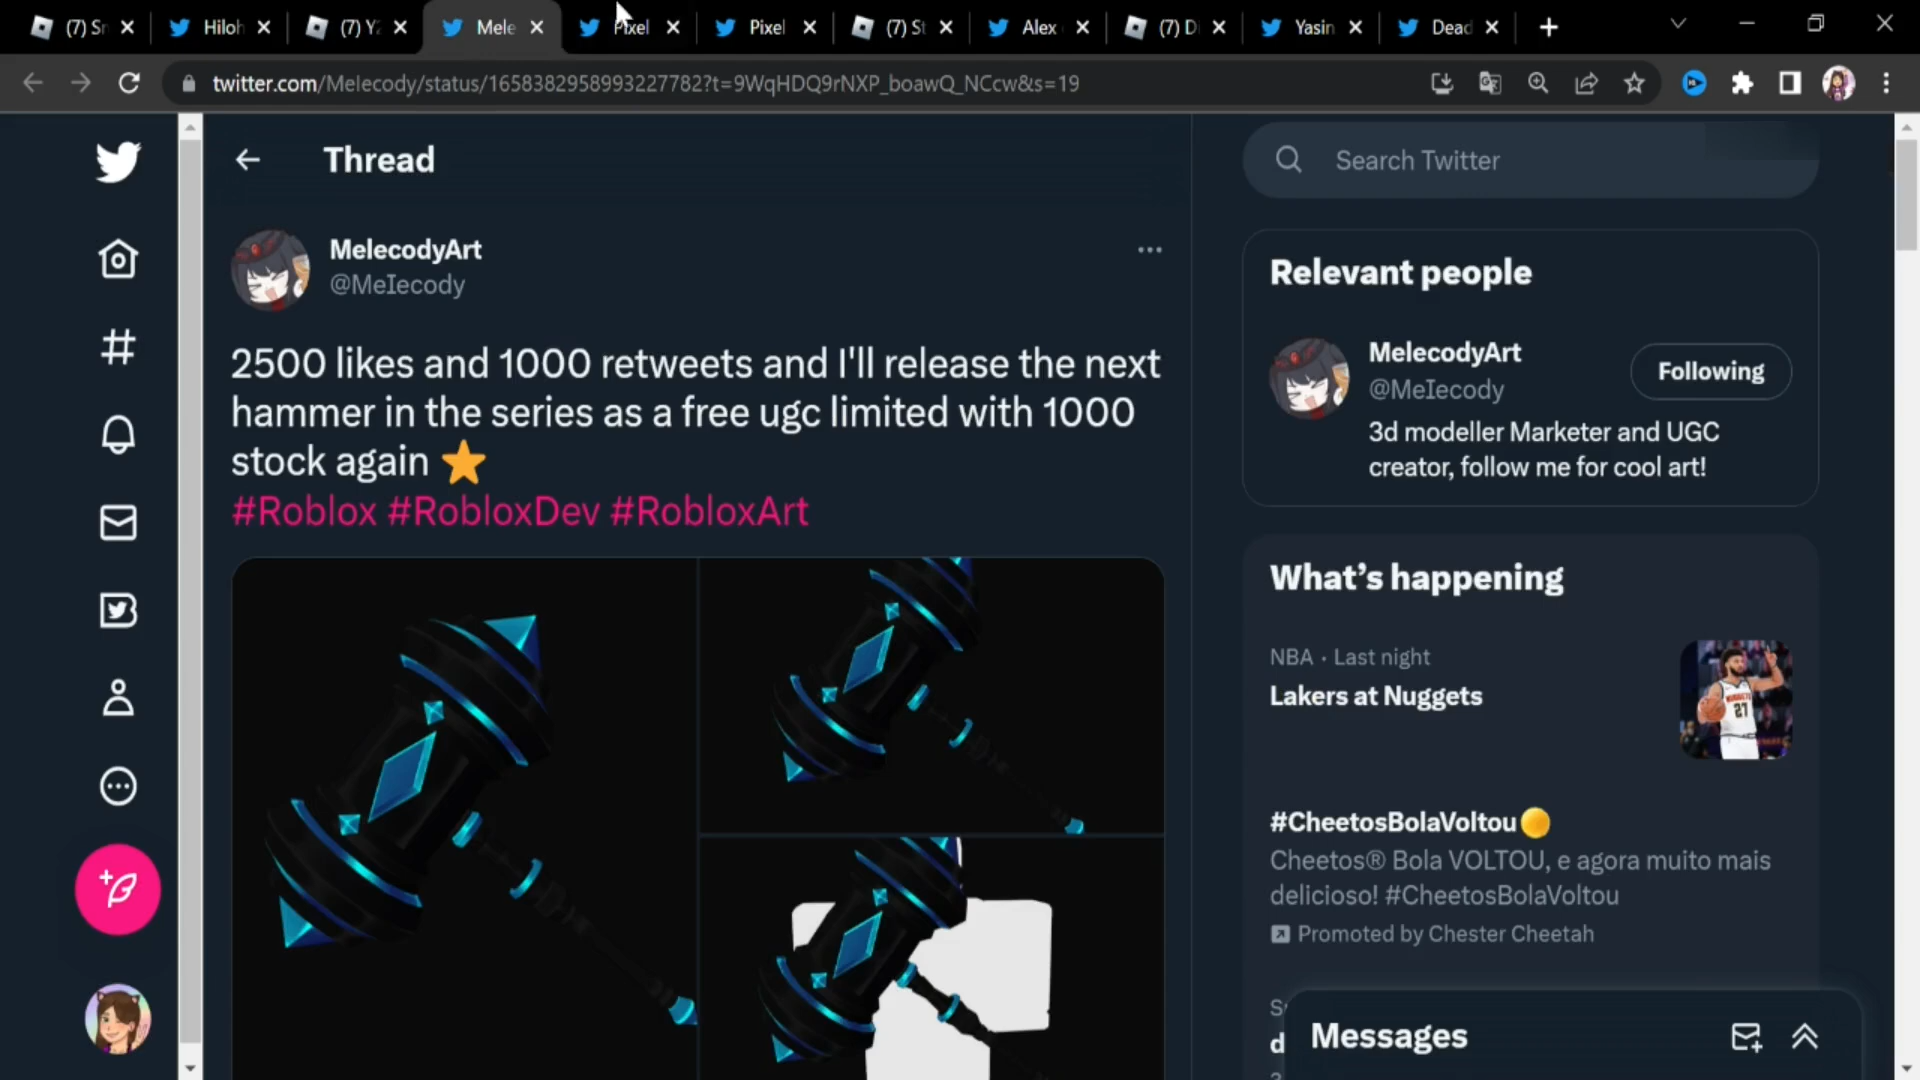 (7) Sr
Hiloh
(7) Y2
Mele
Pixel
Pixel
(7) St
Alex
(7) D
Yasin
Dead
twitter.com/Melecody/status/1658382958993227782?t=9WqHDQ9rNXP_boawQ_NCcw&s=19
Thread
Search Twitter
MelecodyArt
@MeIecody
2500 likes and 1000 retweets and I'll release the next
hammer in the series as a free ugc limited with 1000
stock again ⭐
#Roblox #RobloxDev #RobloxArt
Relevant people
MelecodyArt
@MeIecody
Following
3d modeller Marketer and UGC
creator, follow me for cool art!
What's happening
NBA · Last night
Lakers at Nuggets
#CheetosBolaVoltou
Cheetos® Bola VOLTOU, e agora muito mais
delicioso! #CheetosBolaVoltou
Promoted by Chester Cheetah
Messages